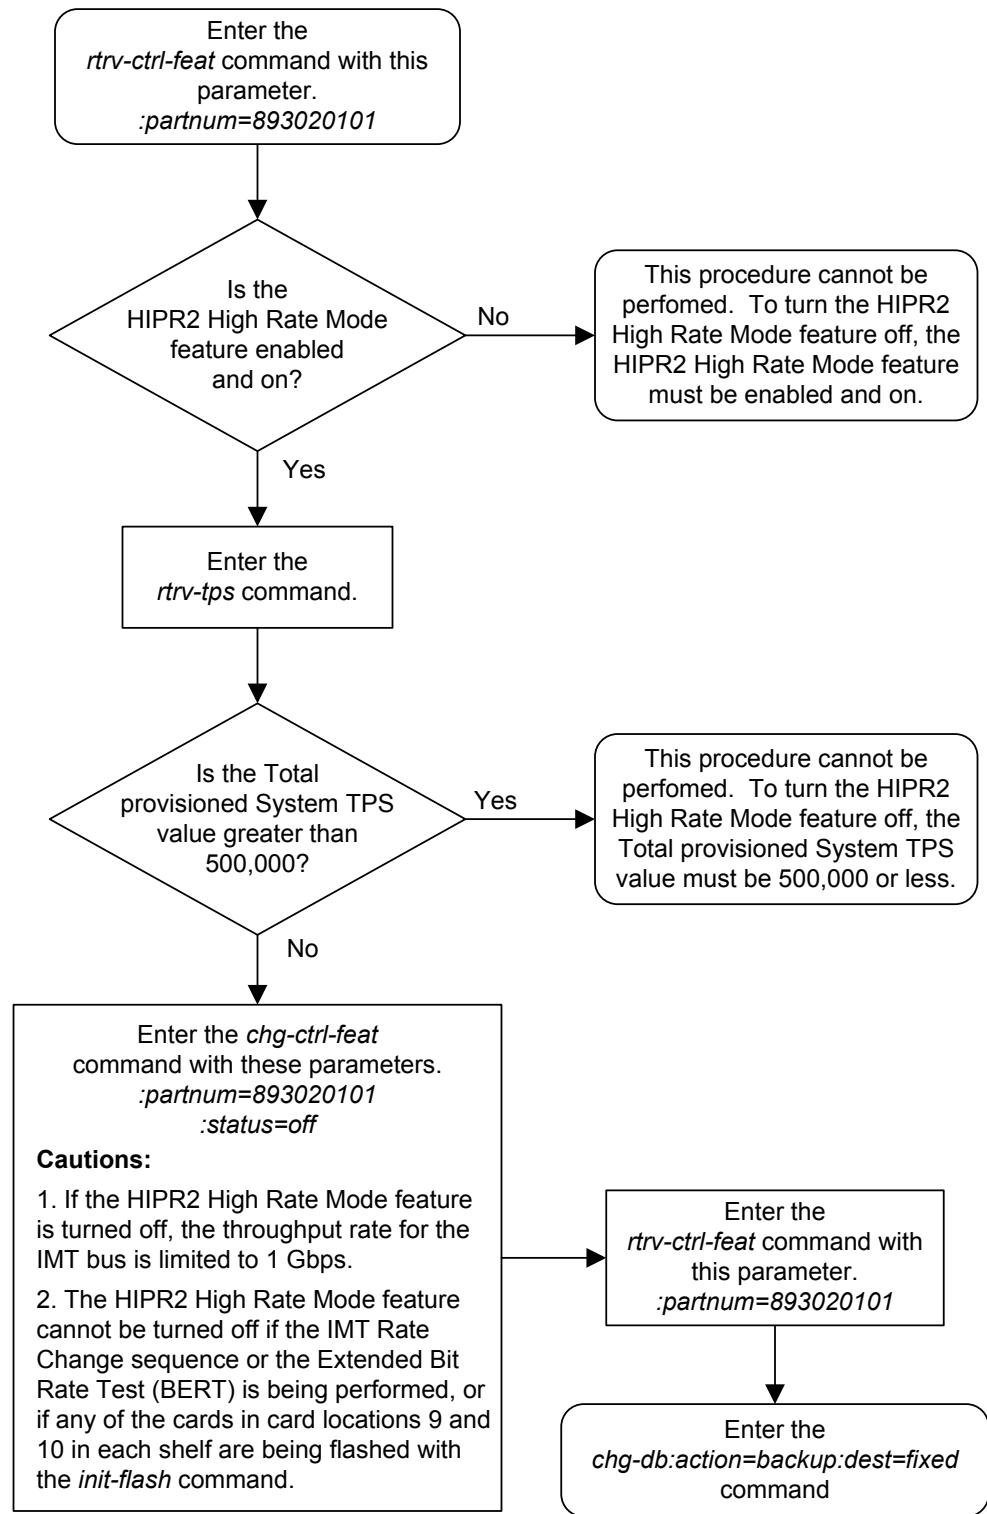 Enter the
rtrv-ctrl-feat command with this
parameter.
:partnum=893020101
Is the
HIPR2 High Rate Mode
feature enabled
and on?
No
This procedure cannot be
perfomed.  To turn the HIPR2
High Rate Mode feature off, the
HIPR2 High Rate Mode feature
must be enabled and on.
Yes
Enter the
rtrv-tps command.
Is the Total
provisioned System TPS
value greater than
500,000?
Yes
This procedure cannot be
perfomed.  To turn the HIPR2
High Rate Mode feature off, the
Total provisioned System TPS
value must be 500,000 or less.
No
Enter the chg-ctrl-feat
command with these parameters.
:partnum=893020101
:status=off
Cautions:
1. If the HIPR2 High Rate Mode feature
is turned off, the throughput rate for the
IMT bus is limited to 1 Gbps.
2. The HIPR2 High Rate Mode feature
cannot be turned off if the IMT Rate
Change sequence or the Extended Bit
Rate Test (BERT) is being performed, or
if any of the cards in card locations 9 and
10 in each shelf are being flashed with
the init-flash command.
Enter the
rtrv-ctrl-feat command with
this parameter.
:partnum=893020101
Enter the
chg-db:action=backup:dest=fixed
command